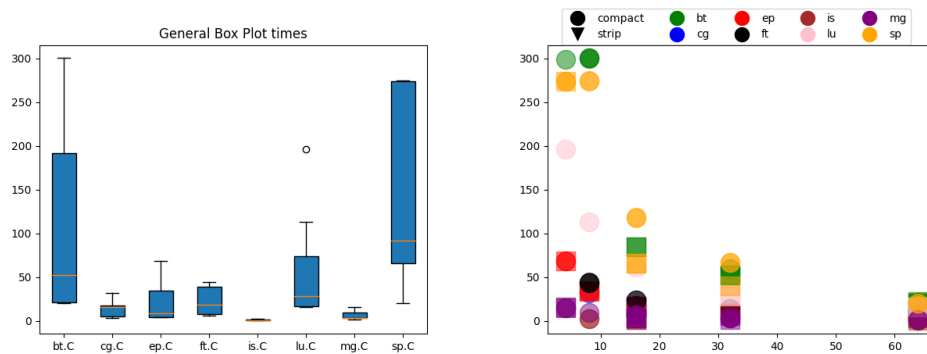 General Box Plot times
300
250
200
150
100
50
0
bt.C cg.C ep.C ft.C is.C lu.C mg.C sp.C
compact bt ep is mg
strip cg ft lu sp
300
250
200
150
100
50
0
10 20 30 40 50 60